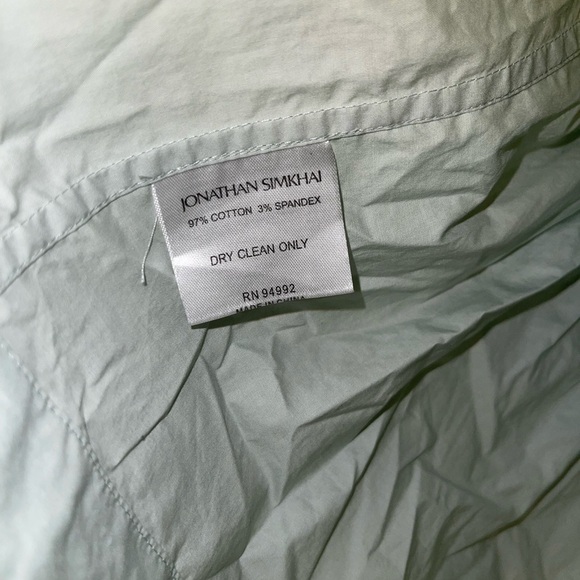 JONATHAN SIMKHAI
97% COTTON 3% SPANDEX
DRY CLEAN ONLY
RN 94992
MADE IN CHINA